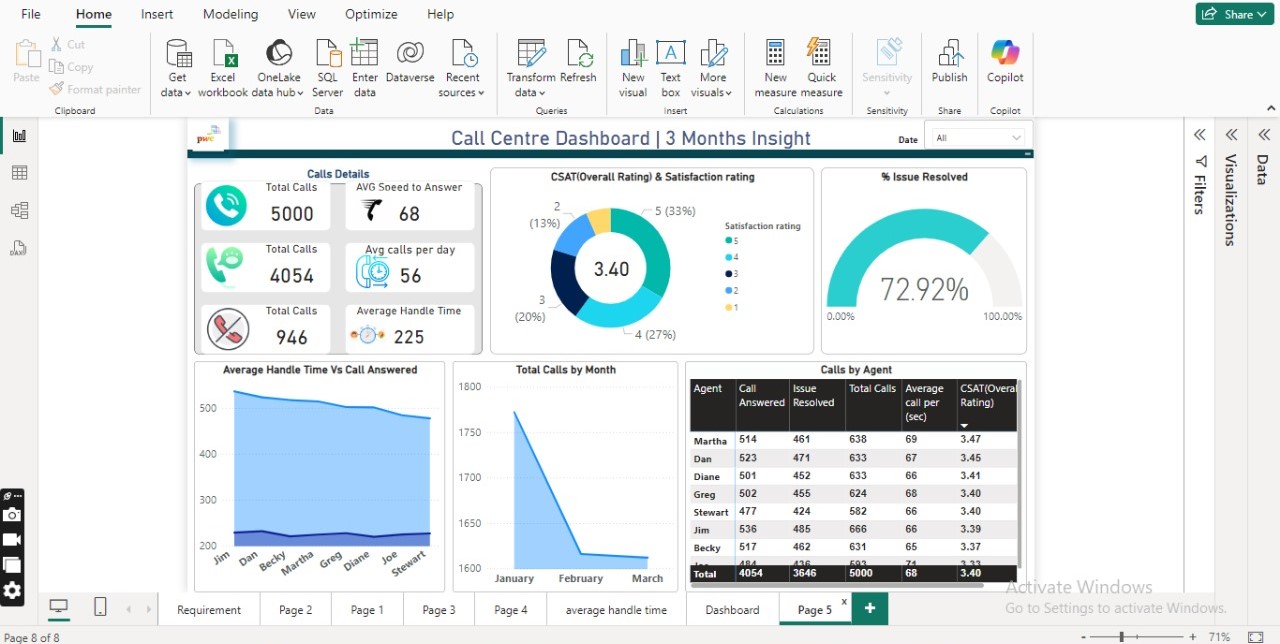 File Home Insert Modeling View Optimize Help Share
Paste Cut
Copy
Format painter
Get data Excel workbook OneLake data hub SQL Server Enter data Dataverse Recent sources Transform data Refresh New visual Text box More visuals New measure Quick measure Sensitivity Publish Copilot
Clipboard Data Queries Insert Calculations Sensitivity Share Copilot
pwc Call Centre Dashboard | 3 Months Insight Date All
Filters
Visualizations
Data
Calls Details
Total Calls
5000
AVG Speed to Answer
68
Total Calls
4054
Avg calls per day
56
Total Calls
946
Average Handle Time
225
CSAT(Overall Rating) & Satisfaction rating
2
(13%)
5 (33%)
3.40
3
(20%)
4 (27%)
Satisfaction rating
5
4
3
2
1
% Issue Resolved
72.92%
0.00% 100.00%
Average Handle Time Vs Call Answered
500
400
300
200
Jim Dan Becky Martha Greg Diane Joe Stewart
Total Calls by Month
1800
1750
1700
1650
1600
January February March
Calls by Agent
Agent Call Answered Issue Resolved Total Calls Average call per (sec) CSAT(Overal Rating)
Martha 514 461 638 69 3.47
Dan 523 471 633 67 3.45
Diane 501 452 633 66 3.41
Greg 502 455 624 68 3.40
Stewart 477 424 582 66 3.40
Jim 536 485 666 66 3.39
Becky 517 462 631 65 3.37
Joe 484 436 593 71 3.33
Total 4054 3646 5000 68 3.40
Activate Windows
Go to Settings to activate Windows.
Requirement Page 2 Page 1 Page 3 Page 4 average handle time Dashboard Page 5 x +
Page 8 of 8 - + 71%